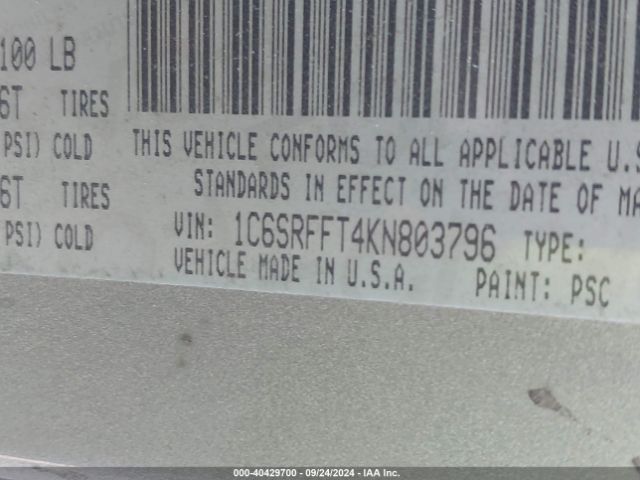 100 LB
6T TIRES
PSI) COLD
6T TIRES
PSI) COLD
THIS VEHICLE CONFORMS TO ALL APPLICABLE U.S
STANDARDS IN EFFECT ON THE DATE OF MA
VIN: 1C6SRFFT4KN803796 TYPE:
VEHICLE MADE IN U.S.A. PAINT: PSC
000-40429700 - 09/24/2024 - IAA Inc.